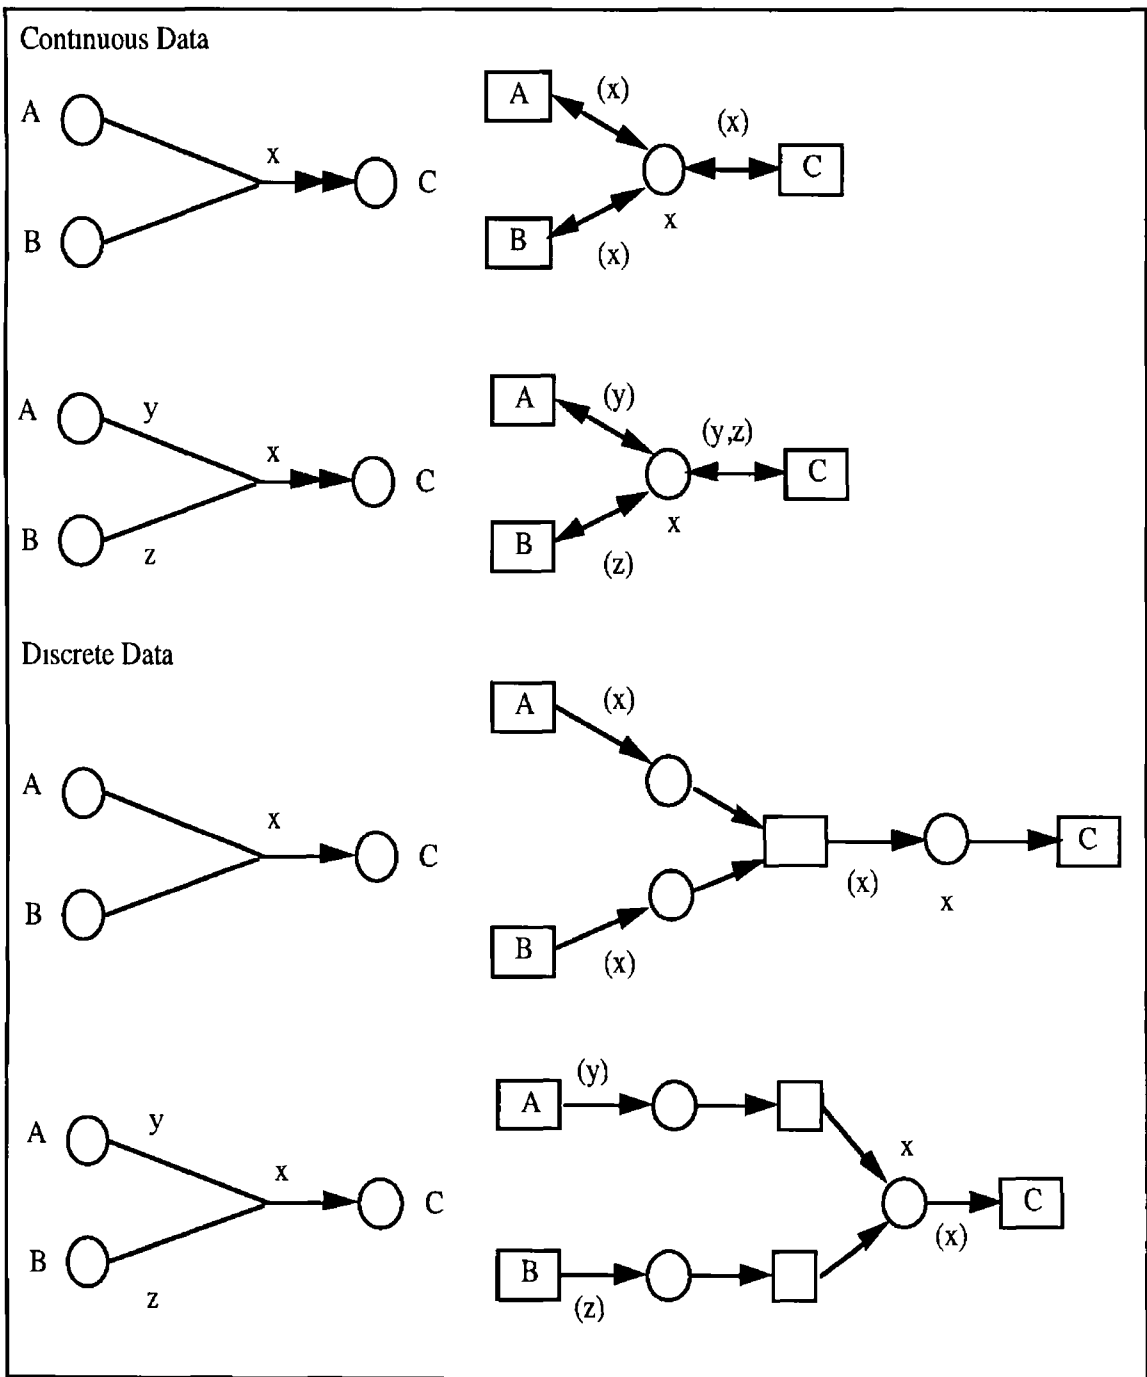 Continuous Data
A (x)
A x (x)
C C
B B x
(x)
A (y)
A y (y,z)
x C C
B B x
z (z)
Discrete Data
A (x)
A
x C
C (x) x
B
B (x)
(y)
A y A
x x
C C
(x)
B B
z (z)